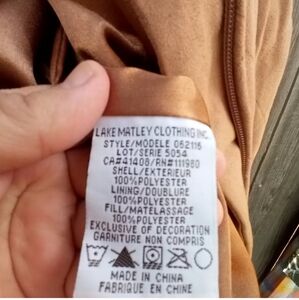 LAKE MATLEY CLOTHING INC.
STYLE/MODELE 062116
LOT/SERIE 5054
CA#41408/RN#111980
SHELL/EXTERIEUR
100%POLYESTER
LINING/DOUBLURE
100%POLYESTER
FILL/MATELASSAGE
100%POLYESTER
EXCLUSIVE OF DECORATION
GARNITURE NON COMPRIS
MADE IN CHINA
FABRIQUE EN CHINE